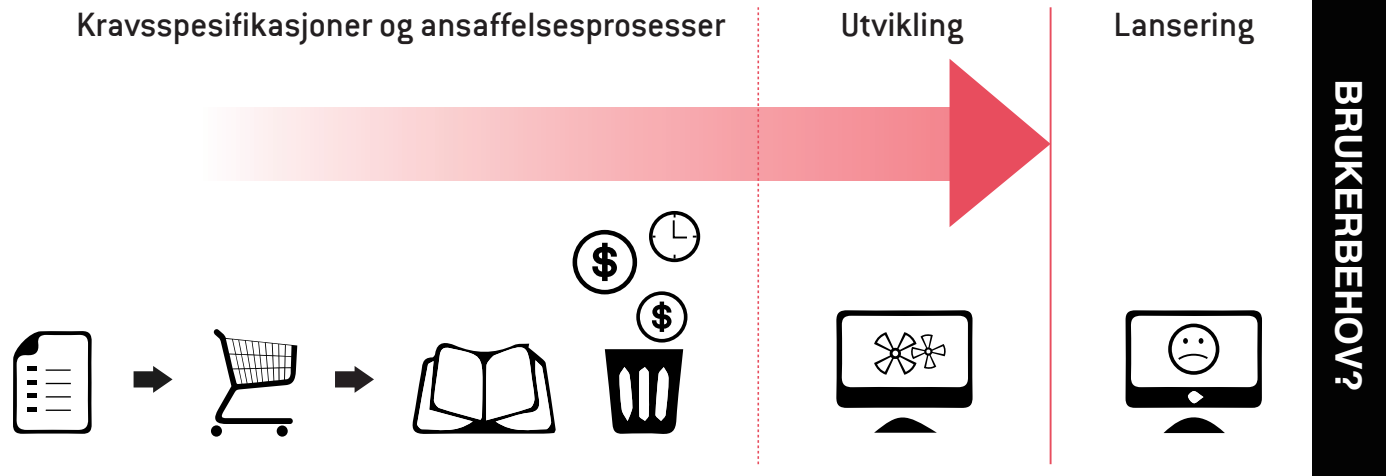 Kravsspesifikasjoner og ansaffelsesprosesser
Utvikling
Lansering
$
$
BRUKERBEHOV?